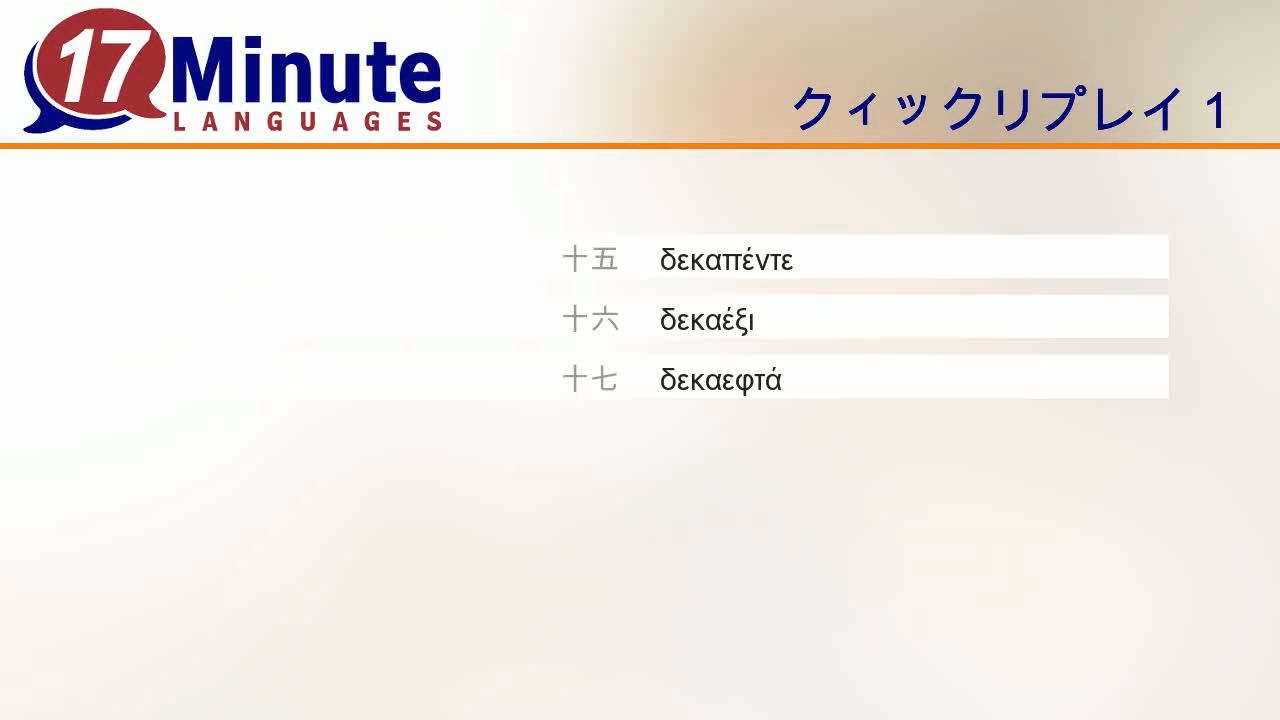 17 Minute
LANGUAGES
クィックリプレイ 1
十五 δεκαπέντε
十六 δεκαέξι
十七 δεκαεφτά